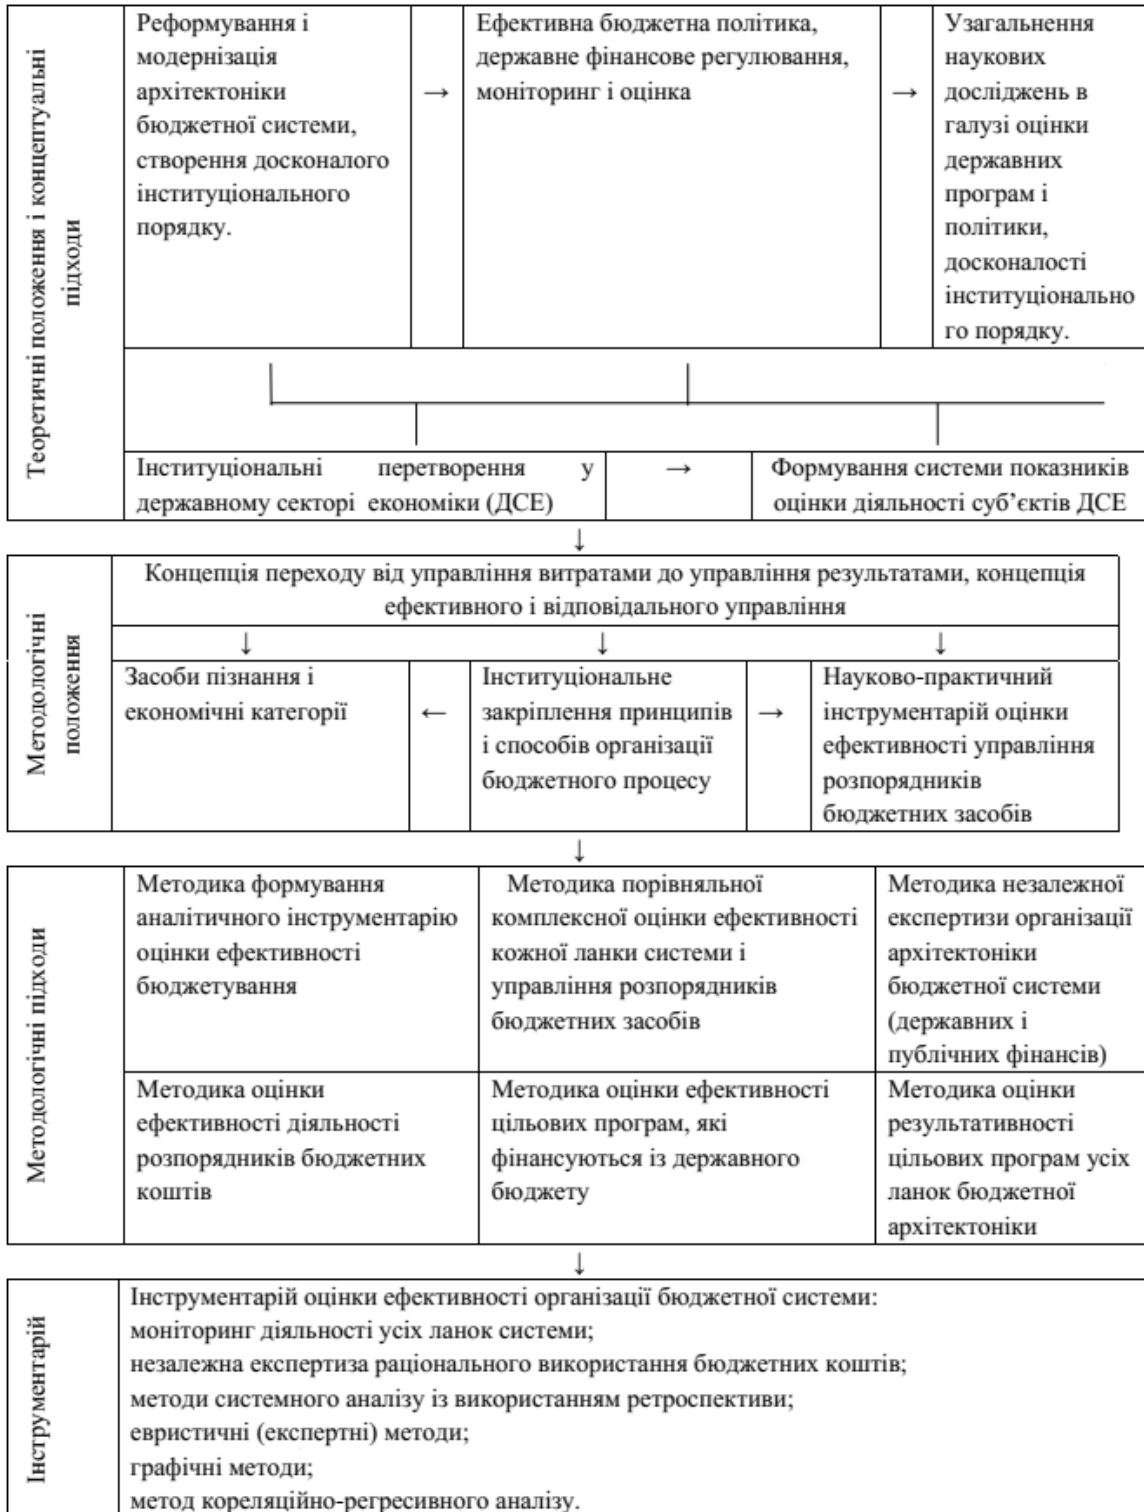 Теоретичні положення і концептуальні
підходи
Реформування і
модернізація
архітектоніки
бюджетної системи,
створення досконалого
інституціонального
порядку.
→
Ефективна бюджетна політика,
державне фінансове регулювання,
моніторинг і оцінка
→
Узагальнення
наукових
досліджень в
галузі оцінки
державних
програм і
політики,
досконалості
інституціонально
го порядку.
Інституціональні перетворення у
державному секторі економіки (ДСЕ)
→
Формування системи показників
оцінки діяльності суб’єктів ДСЕ
↓
Методологічні
положення
Концепція переходу від управління витратами до управління результатами, концепція
ефективного і відповідального управління
↓ ↓ ↓
Засоби пізнання і
економічні категорії
←
Інституціональне
закріплення принципів
і способів організації
бюджетного процесу
→
Науково-практичний
інструментарій оцінки
ефективності управління
розпорядників
бюджетних засобів
↓
Методологічні підходи
Методика формування
аналітичного інструментарію
оцінки ефективності
бюджетування
Методика порівняльної
комплексної оцінки ефективності
кожної ланки системи і
управління розпорядників
бюджетних засобів
Методика незалежної
експертизи організації
архітектоніки
бюджетної системи
(державних і
публічних фінансів)
Методика оцінки
ефективності діяльності
розпорядників бюджетних
коштів
Методика оцінки ефективності
цільових програм, які
фінансуються із державного
бюджету
Методика оцінки
результативності
цільових програм усіх
ланок бюджетної
архітектоніки
↓
Інструментарій
Інструментарій оцінки ефективності організації бюджетної системи:
моніторинг діяльності усіх ланок системи;
незалежна експертиза раціонального використання бюджетних коштів;
методи системного аналізу із використанням ретроспективи;
евристичні (експертні) методи;
графічні методи;
метод кореляційно-регресивного аналізу.